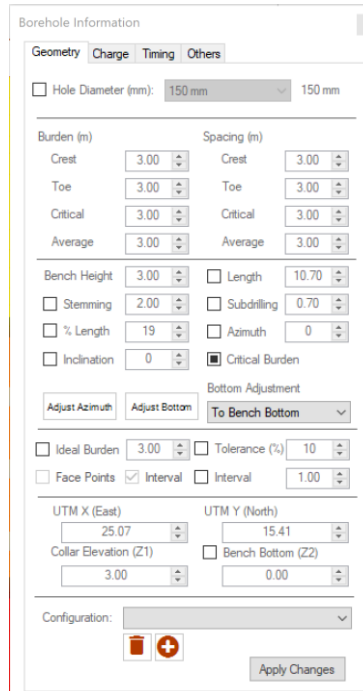 Borehole Information
Geometry Charge Timing Others
Hole Diameter (mm): 150 mm 150 mm
Burden (m) Spacing (m)
Crest 3.00 Crest 3.00
Toe 3.00 Toe 3.00
Critical 3.00 Critical 3.00
Average 3.00 Average 3.00
Bench Height 3.00 Length 10.70
Stemming 2.00 Subdrilling 0.70
% Length 19 Azimuth 0
Inclination 0 Critical Burden
Bottom Adjustment
Adjust Azimuth Adjust Bottom To Bench Bottom
Ideal Burden 3.00 Tolerance (%) 10
Face Points Interval Interval 1.00
UTM X (East) UTM Y (North)
25.07 15.41
Collar Elevation (Z1) Bench Bottom (Z2)
3.00 0.00
Configuration:
Apply Changes